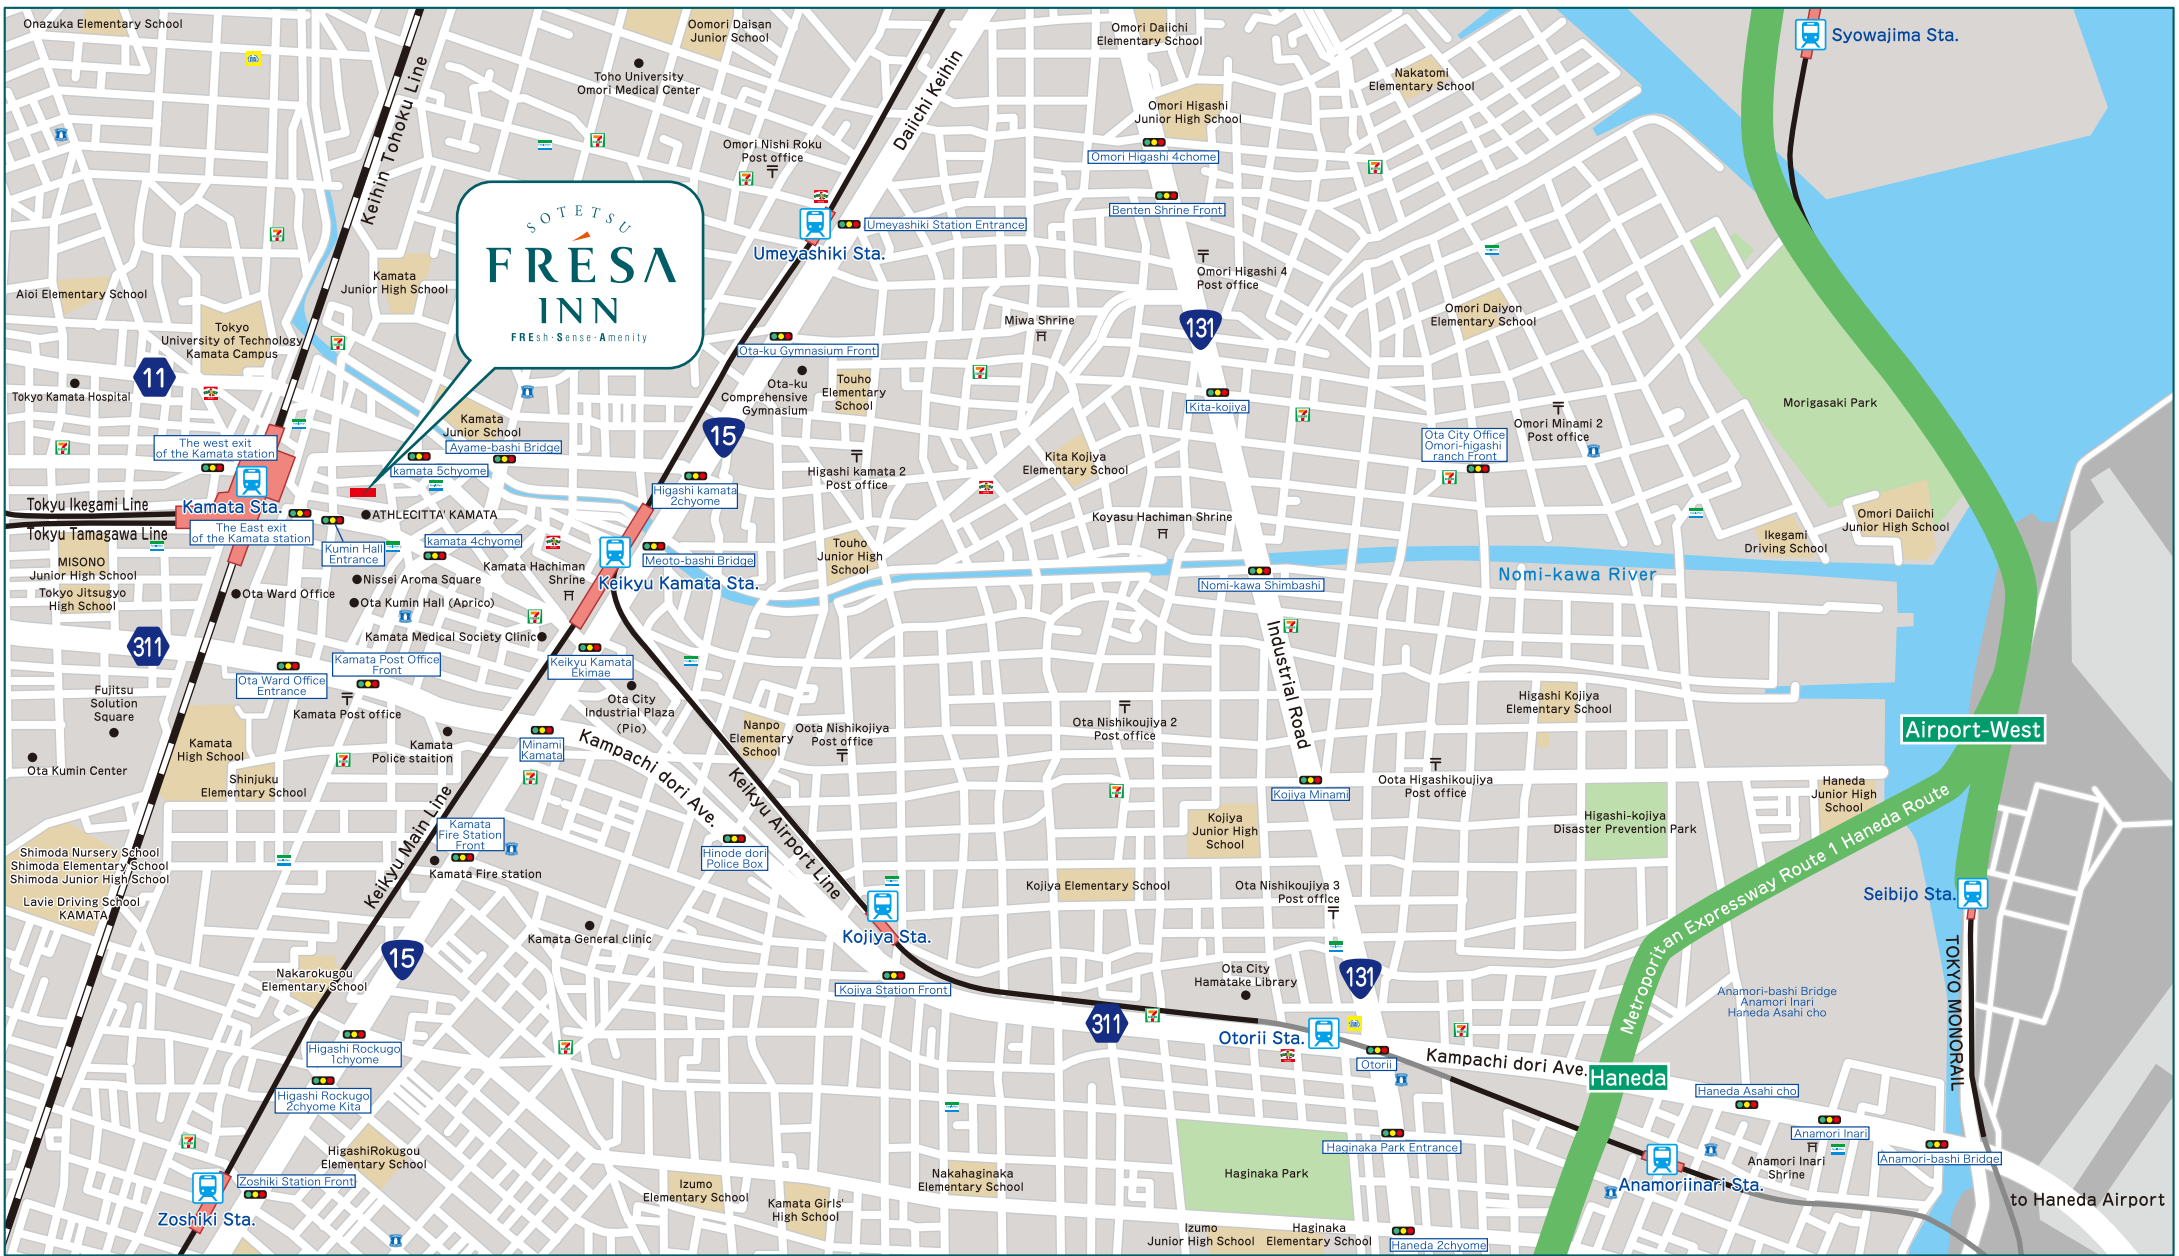 Onazuka Elementary School
Oomori Daisan
Junior School
Omori Daiichi
Elementary School
Syowajima Sta.
Toho University
Omori Medical Center
Keihin Tohoku Line
Daiichi Keihin
Nakatomi
Elementary School
Omori Higashi
Junior High School
Omori Higashi 4chome
Omori Nishi Roku
Post office
Benten Shrine Front
Umeyashiki Station Entrance
Umeyashiki Sta.
SOTETSU
FRESA
INN
FREsh·Sense·Amenity
Kamata
Junior High School
Aioi Elementary School
Omori Higashi 4
Post office
Omori Daiyon
Elementary School
Tokyo
University of Technology
Kamata Campus
Miwa Shrine
131
Ota-ku Gymnasium Front
11
Tokyo Kamata Hospital
Ota-ku
Comprehensive
Gymnasium
Touho
Elementary
School
Kita-kojiya
Morigasaki Park
Omori Minami 2
Post office
Kamata
Junior School
Ayame-bashi Bridge
15
Ota City Office
Omori-higashi
ranch Front
The west exit
of the Kamata station
kamata 5chyome
Kita Kojiya
Elementary School
Higashi kamata 2
Post office
Higashi kamata
2chyome
Tokyu Ikegami Line
Kamata Sta.
ATHLECITTA' KAMATA
Koyasu Hachiman Shrine
Omori Daiichi
Junior High School
Tokyu Tamagawa Line
The East exit
of the Kamata station
Kumin Hall
Entrance
kamata 4chyome
Ikegami
Driving School
Touho
Junior High
School
Meoto-bashi Bridge
MISONO
Junior High School
Kamata Hachiman
Shrine
Keikyu Kamata Sta.
Nomi-kawa Shimbashi
Nomi-kawa River
Nissei Aroma Square
Tokyo Jitsugyo
High School
Ota Ward Office
Ota Kumin Hall (Aprico)
Kamata Medical Society Clinic
311
Industrial Road
Kamata Post Office
Front
Keikyu Kamata
Ekimae
Ota Ward Office
Entrance
Fujitsu
Solution
Square
Kamata Post office
Ota City
Industrial Plaza
(Pio)
Higashi Kojiya
Elementary School
Ota Nishikoujiya 2
Post office
Nanpo
Elementary
School
Oota Nishikojiya
Post office
Airport-West
Kamata
High School
Kamata
Police staition
Minami
Kamata
Kampachi dori Ave.
Ota Kumin Center
Shinjuku
Elementary School
Keikyu Airport Line
Oota Higashikoujiya
Post office
Kojiya Minami
Haneda
Junior High
School
Keikyu Main Line
Kamata
Fire Station
Front
Kojiya
Junior High
School
Higashi-kojiya
Disaster Prevention Park
Hinode dori
Police Box
Shimoda Nursery School
Shimoda Elementary School
Shimoda Junior High School
Kamata Fire station
Kojiya Elementary School
Ota Nishikoujiya 3
Post office
Metroporitan Expressway Route 1 Haneda Route
Seibijo Sta.
Lavie Driving School
KAMATA
Kamata General clinic
Kojiya Sta.
15
Nakarokugou
Elementary School
Kojiya Station Front
Ota City
Hamatake Library
131
TOKYO MONORAIL
Anamori-bashi Bridge
Anamori Inari
Haneda Asahi cho
311
Otorii Sta.
Otorii
Kampachi dori Ave.
Haneda
Higashi Rockugo
1chyome
Higashi Rockugo
2chyome Kita
Haneda Asahi cho
Anamori Inari
Haginaka Park Entrance
Anamori-bashi Bridge
HigashiRokugou
Elementary School
Zoshiki Station Front
Zoshiki Sta.
Izumo
Elementary School
Kamata Girls'
High School
Nakahaginaka
Elementary School
Haginaka Park
Anamori Inari
Shrine
Anamoriinari Sta.
to Haneda Airport
Izumo
Junior High School
Haginaka
Elementary School
Haneda 2chyome